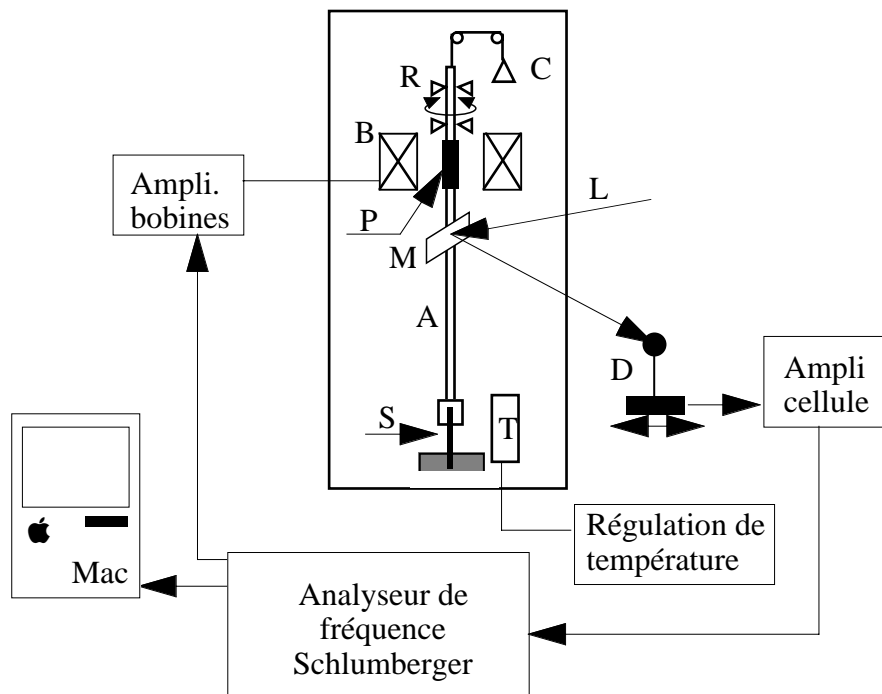 C
R
B
Ampli.
bobines
L
P
M
A
D
Ampli
cellule
S
T
Régulation de
température
Mac
Analyseur de
fréquence
Schlumberger